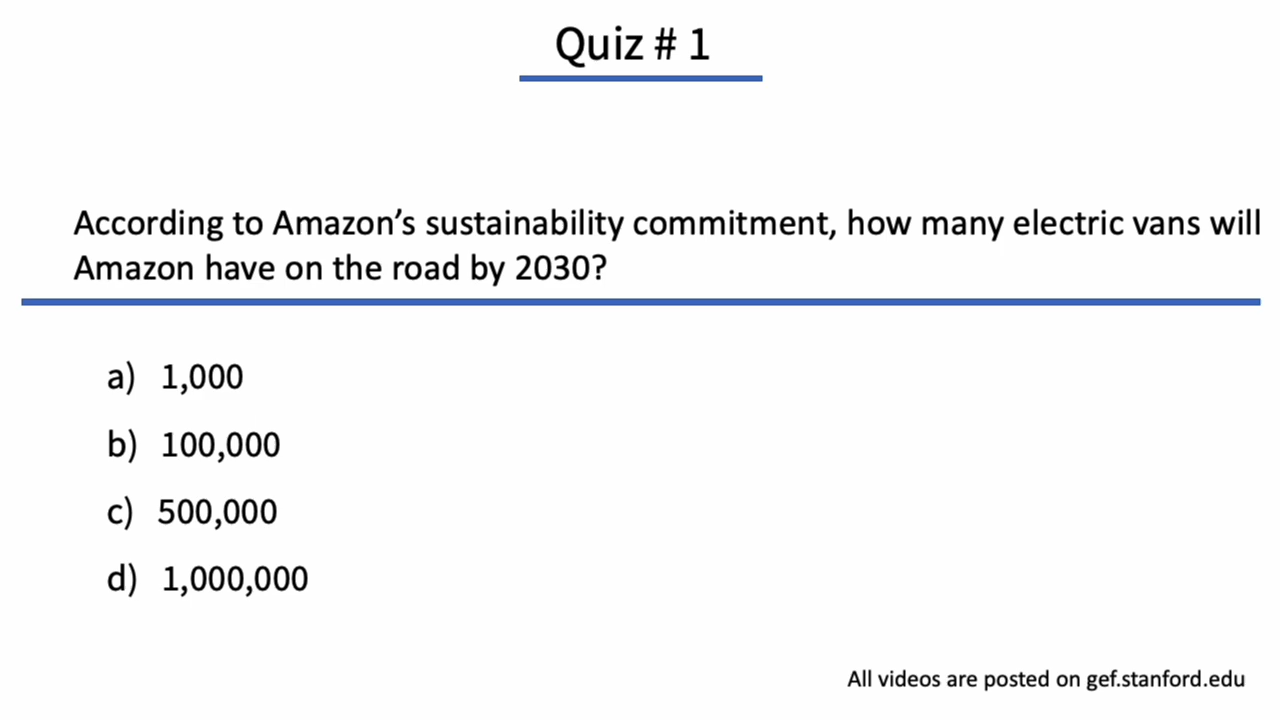 Quiz # 1
According to Amazon’s sustainability commitment, how many electric vans will
Amazon have on the road by 2030?
a) 1,000
b) 100,000
c) 500,000
d) 1,000,000
All videos are posted on gef.stanford.edu